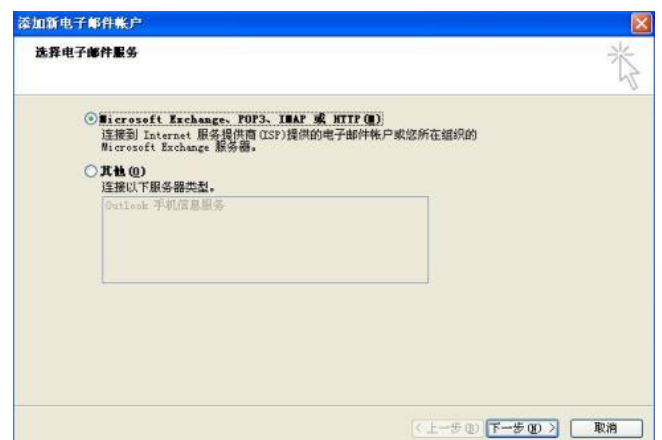 添加新电子邮件帐户
选择电子邮件服务
Microsoft Exchange、POP3、IMAP 或 HTTP(M)
连接到 Internet 服务提供商(ISP)提供的电子邮件帐户或您所在组织的
Microsoft Exchange 服务器。
其他(O)
连接以下服务器类型。
Outlook 手机信息服务
< 上一步(B) 下一步(N) > 取消